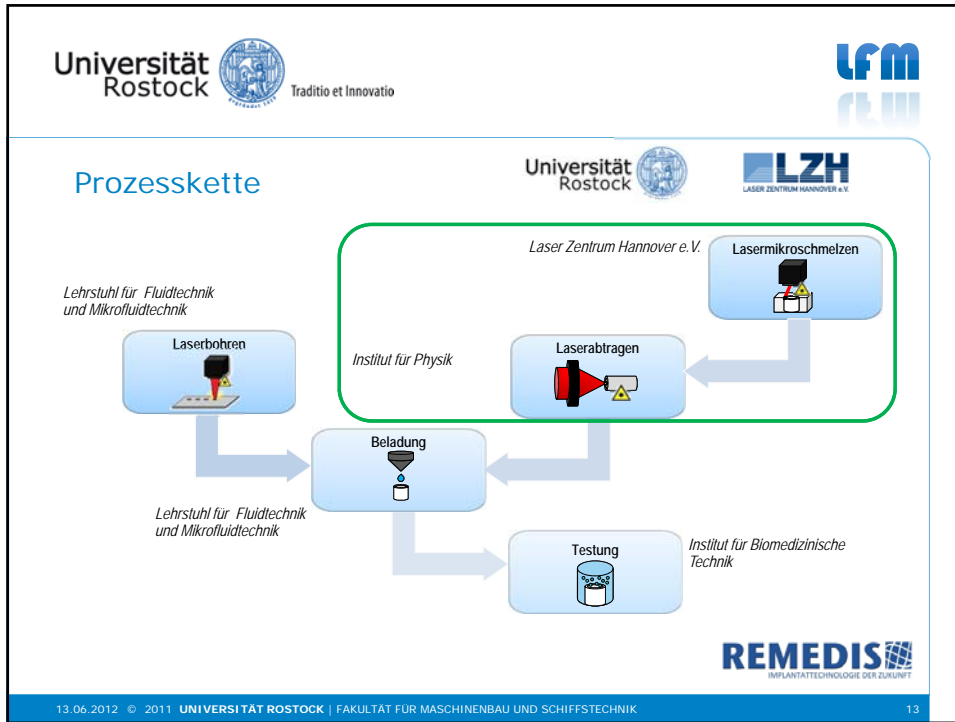 Universität
Rostock
Traditio et Innovatio
LFM
Universität
Rostock
LZH
LASER ZENTRUM HANNOVER e.V.
Prozesskette
Laser Zentrum Hannover e.V.
Lasermikroschmelzen
Lehrstuhl für Fluidtechnik
und Mikrofluidtechnik
Laserbohren
Institut für Physik
Laserabtragen
Beladung
Lehrstuhl für Fluidtechnik
und Mikrofluidtechnik
Testung
Institut für Biomedizinische
Technik
REMEDIS
IMPLANTATTECHNOLOGIE DER ZUKUNFT
13.06.2012 © 2011 UNIVERSITÄT ROSTOCK | FAKULTÄT FÜR MASCHINENBAU UND SCHIFFSTECHNIK 13